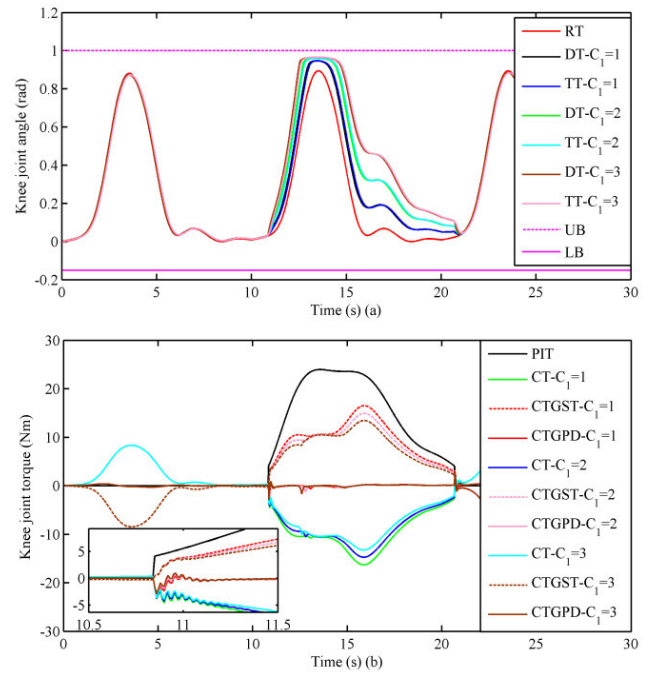 1.2
1
0.8
0.6
0.4
0.2
0
-0.2
Knee joint angle (rad)
0 5 10 15 20 25 30
Time (s) (a)
RT
DT-C1=1
TT-C1=1
DT-C1=2
TT-C1=2
DT-C1=3
TT-C1=3
UB
LB
30
20
10
0
-10
-20
-30
Knee joint torque (Nm)
5
0
-5
10.5 11 11.5
0 5 10 15 20 25 30
Time (s) (b)
PIT
CT-C1=1
CTGST-C1=1
CTGPD-C1=1
CT-C1=2
CTGST-C1=2
CTGPD-C1=2
CT-C1=3
CTGST-C1=3
CTGPD-C1=3